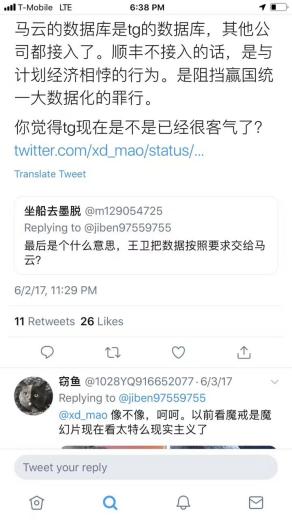 T-Mobile LTE
6:38 PM
马云的数据库是tg的数据库，其他公
司都接入了。顺丰不接入的话，是与
计划经济相悖的行为。是阻挡赢国统
一大数据化的罪行。
你觉得tg现在是不是已经很客气了？
twitter.com/xd_mao/status/...
Translate Tweet
坐船去墨脱 @m129054725
Replying to @jiben97559755
最后是个什么意思，王卫把数据按照要求交给马
云？
6/2/17, 11:29 PM
11 Retweets 26 Likes
窃鱼 @1028YQ916652077 · 6/3/17
Replying to @jiben97559755
@xd_mao 像不像，呵呵。以前看魔戒是魔
幻片现在看太特么现实主义了
Tweet your reply